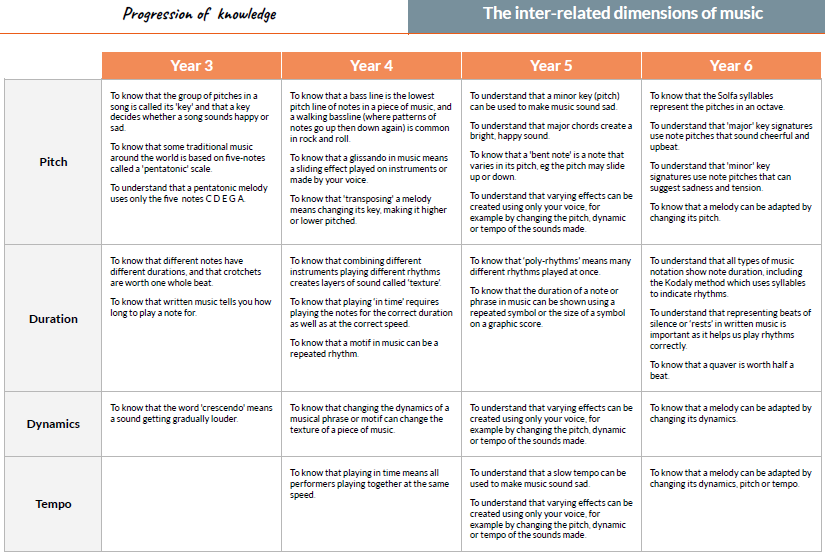 Progression of knowledge
The inter-related dimensions of music
Year 3
Year 4
Year 5
Year 6
Pitch
To know that the group of pitches in a
song is called its 'key' and that a key
decides whether a song sounds happy or
sad.
To know that some traditional music
around the world is based on five-notes
called a 'pentatonic' scale.
To understand that a pentatonic melody
uses only the five notes C D E G A.
To know that a bass line is the lowest
pitch line of notes in a piece of music, and
a walking bassline (where patterns of
notes go up then down again) is common
in rock and roll.
To know that a glissando in music means
a sliding effect played on instruments or
made by your voice.
To know that 'transposing' a melody
means changing its key, making it higher
or lower pitched.
To understand that a minor key (pitch)
can be used to make music sound sad.
To understand that major chords create a
bright, happy sound.
To know that a 'bent note' is a note that
varies in its pitch, eg the pitch may slide
up or down.
To understand that varying effects can be
created using only your voice, for
example by changing the pitch, dynamic
or tempo of the sounds made.
To know that the Solfa syllables
represent the pitches in an octave.
To understand that 'major' key signatures
use note pitches that sound cheerful and
upbeat.
To understand that 'minor' key
signatures use note pitches that can
suggest sadness and tension.
To know that a melody can be adapted by
changing its pitch.
Duration
To know that different notes have
different durations, and that crotchets
are worth one whole beat.
To know that written music tells you how
long to play a note for.
To know that combining different
instruments playing different rhythms
creates layers of sound called 'texture'.
To know that playing 'in time' requires
playing the notes for the correct duration
as well as at the correct speed.
To know that a motif in music can be a
repeated rhythm.
To know that 'poly-rhythms' means many
different rhythms played at once.
To know that the duration of a note or
phrase in music can be shown using a
repeated symbol or the size of a symbol
on a graphic score.
To understand that all types of music
notation show note duration, including
the Kodaly method which uses syllables
to indicate rhythms.
To understand that representing beats of
silence or 'rests' in written music is
important as it helps us play rhythms
correctly.
To know that a quaver is worth half a
beat.
Dynamics
To know that the word 'crescendo' means
a sound getting gradually louder.
To know that changing the dynamics of a
musical phrase or motif can change the
texture of a piece of music.
To understand that varying effects can be
created using only your voice, for
example by changing the pitch, dynamic
or tempo of the sounds made.
To know that a melody can be adapted by
changing its dynamics.
Tempo
To know that playing in time means all
performers playing together at the same
speed.
To understand that a slow tempo can be
used to make music sound sad.
To understand that varying effects can be
created using only your voice, for
example by changing the pitch, dynamic
or tempo of the sounds made.
To know that a melody can be adapted by
changing its dynamics, pitch or tempo.